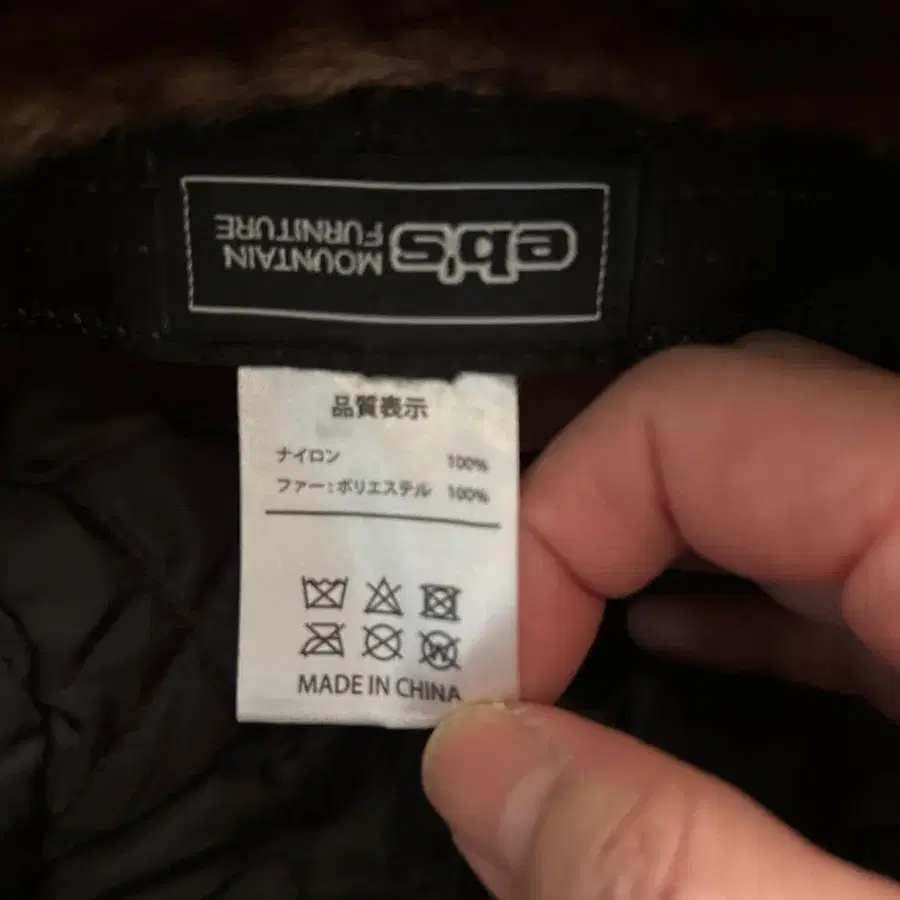 eb's MOUNTAIN
FURNITURE
品質表示
ナイロン 100%
ファー:ポリエステル 100%
W
MADE IN CHINA